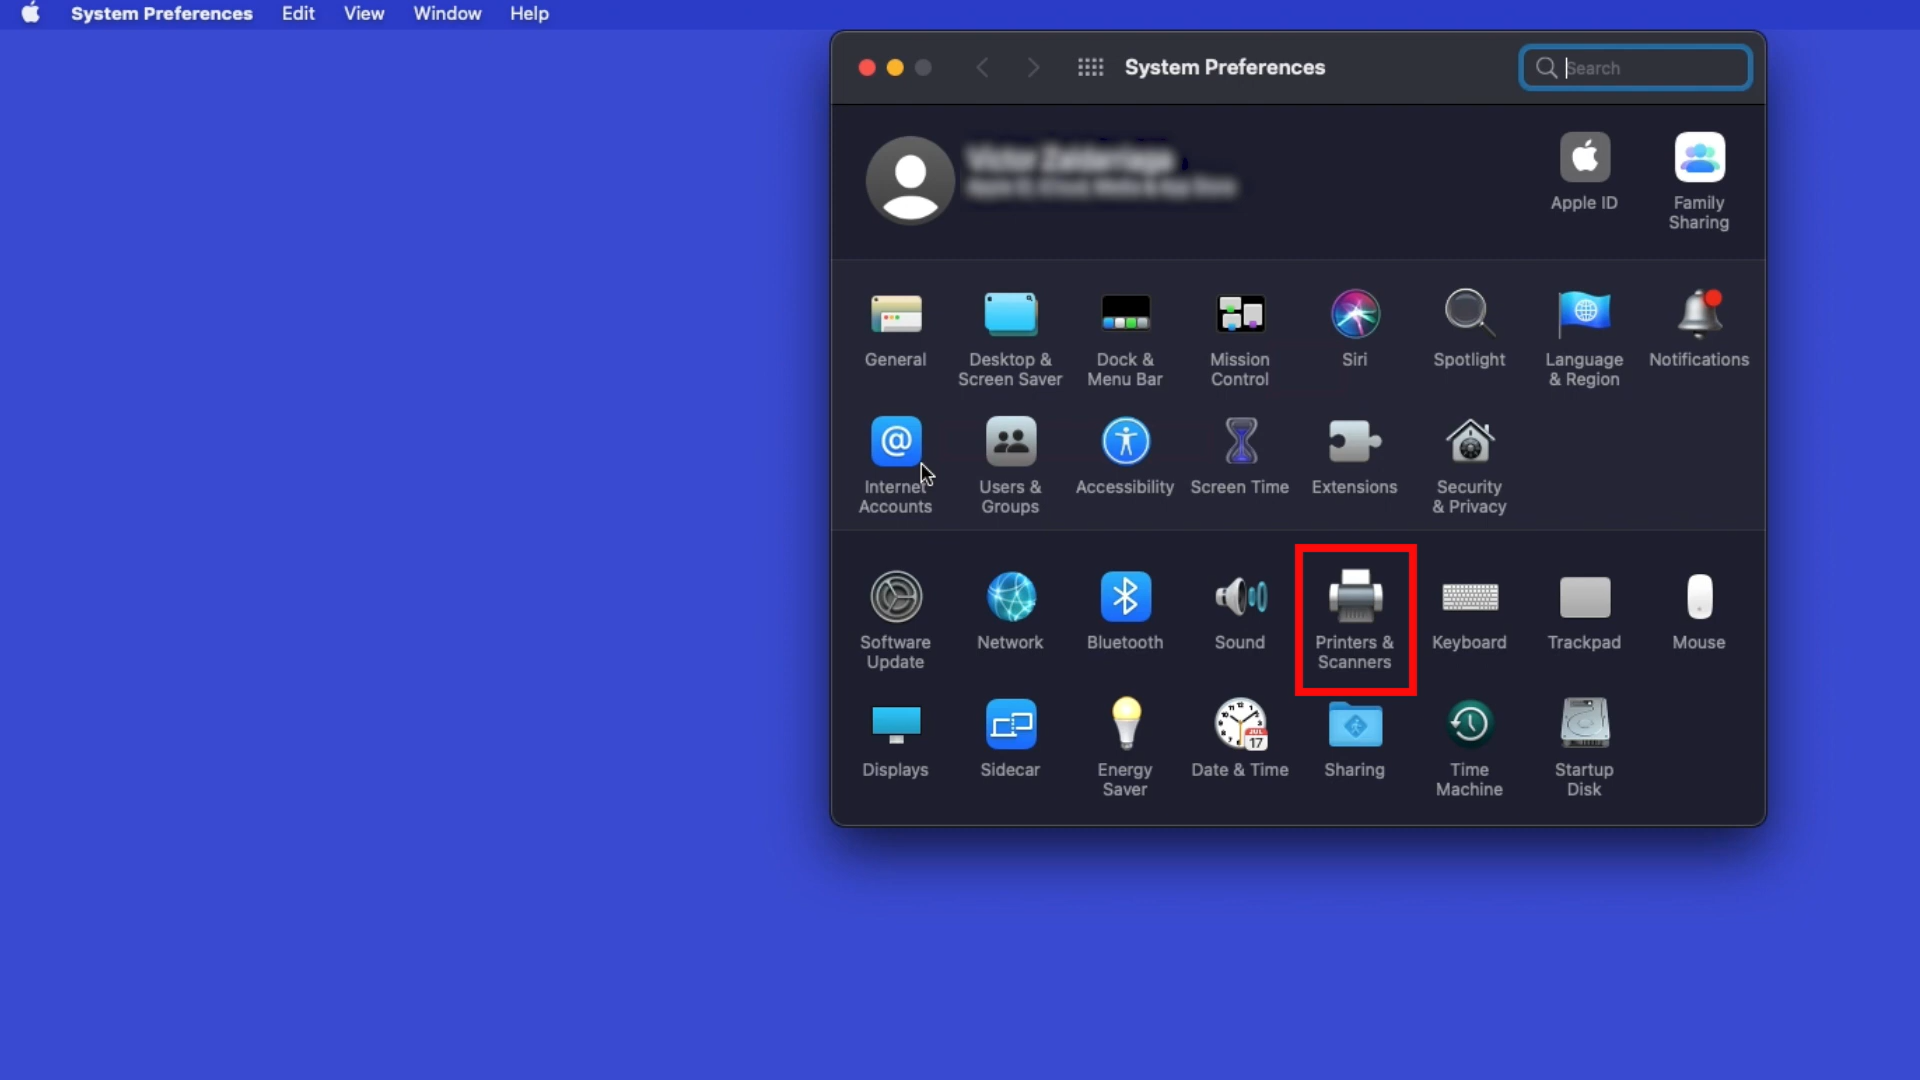 System Preferences Edit View Window Help
System Preferences
Search
Apple ID
Family
Sharing
General
Desktop &
Screen Saver
Dock &
Menu Bar
Mission
Control
Siri
Spotlight
Language
& Region
Notifications
Internet
Accounts
Users &
Groups
Accessibility
Screen Time
Extensions
Security
& Privacy
Software
Update
Network
Bluetooth
Sound
Printers &
Scanners
Keyboard
Trackpad
Mouse
Displays
Sidecar
Energy
Saver
JUL
17
Date & Time
Sharing
Time
Machine
Startup
Disk